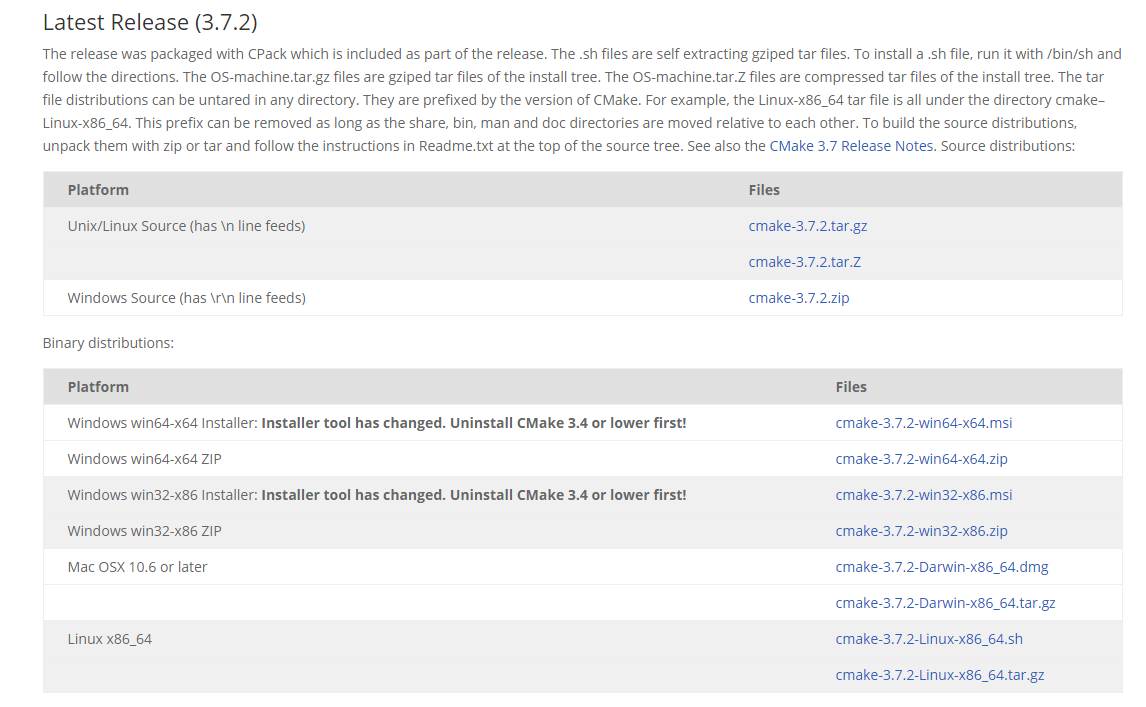 Latest Release (3.7.2)
The release was packaged with CPack which is included as part of the release. The .sh files are self extracting gziped tar files. To install a .sh file, run it with /bin/sh and
follow the directions. The OS-machine.tar.gz files are gziped tar files of the install tree. The OS-machine.tar.Z files are compressed tar files of the install tree. The tar
file distributions can be untared in any directory. They are prefixed by the version of CMake. For example, the Linux-x86_64 tar file is all under the directory cmake–
Linux-x86_64. This prefix can be removed as long as the share, bin, man and doc directories are moved relative to each other. To build the source distributions,
unpack them with zip or tar and follow the instructions in Readme.txt at the top of the source tree. See also the CMake 3.7 Release Notes. Source distributions:
Platform Files
Unix/Linux Source (has \n line feeds) cmake-3.7.2.tar.gz
cmake-3.7.2.tar.Z
Windows Source (has \r\n line feeds) cmake-3.7.2.zip
Binary distributions:
Platform Files
Windows win64-x64 Installer: Installer tool has changed. Uninstall CMake 3.4 or lower first! cmake-3.7.2-win64-x64.msi
Windows win64-x64 ZIP cmake-3.7.2-win64-x64.zip
Windows win32-x86 Installer: Installer tool has changed. Uninstall CMake 3.4 or lower first! cmake-3.7.2-win32-x86.msi
Windows win32-x86 ZIP cmake-3.7.2-win32-x86.zip
Mac OSX 10.6 or later cmake-3.7.2-Darwin-x86_64.dmg
cmake-3.7.2-Darwin-x86_64.tar.gz
Linux x86_64 cmake-3.7.2-Linux-x86_64.sh
cmake-3.7.2-Linux-x86_64.tar.gz